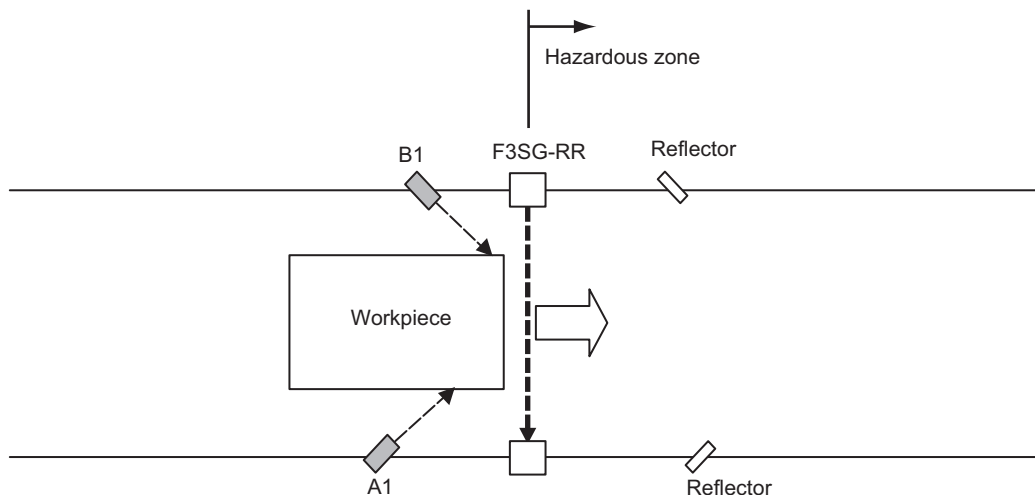 Hazardous zone
B1
F3SG-RR
Reflector
Workpiece
A1
Reflector